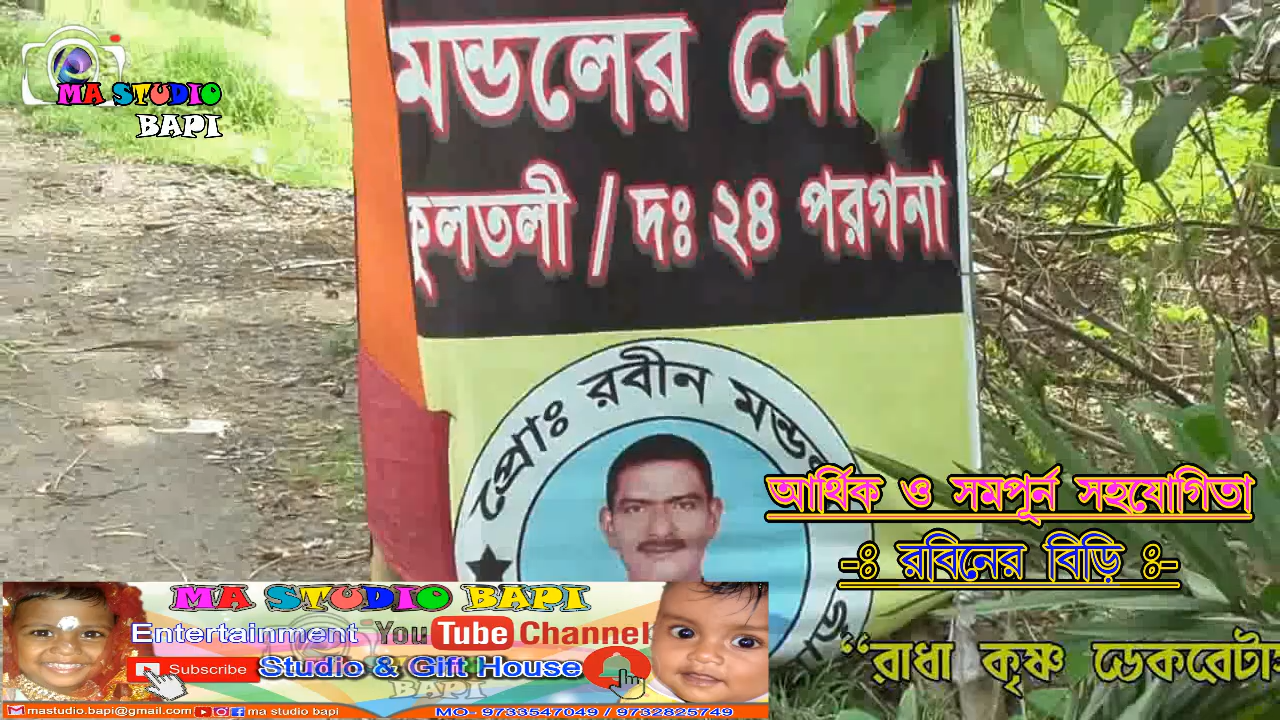 MA STUDIO
BAPI
মন্ডলের
কুলতলী / দঃ ২৪ পরগনা
প্রোঃ রবীন মন্ডল
আর্থিক ও সমপূর্ন সহযোগিতা
-ঃ রবিনের বিড়ি ঃ-
“রাধা কৃষ্ণ
MA STUDIO BAPI
Entertainment YouTube Channel
Subscribe Studio & Gift House
BAPI
mastudio.bapi@gmail.com ma studio bapi MO- 9733547049 / 9732825749